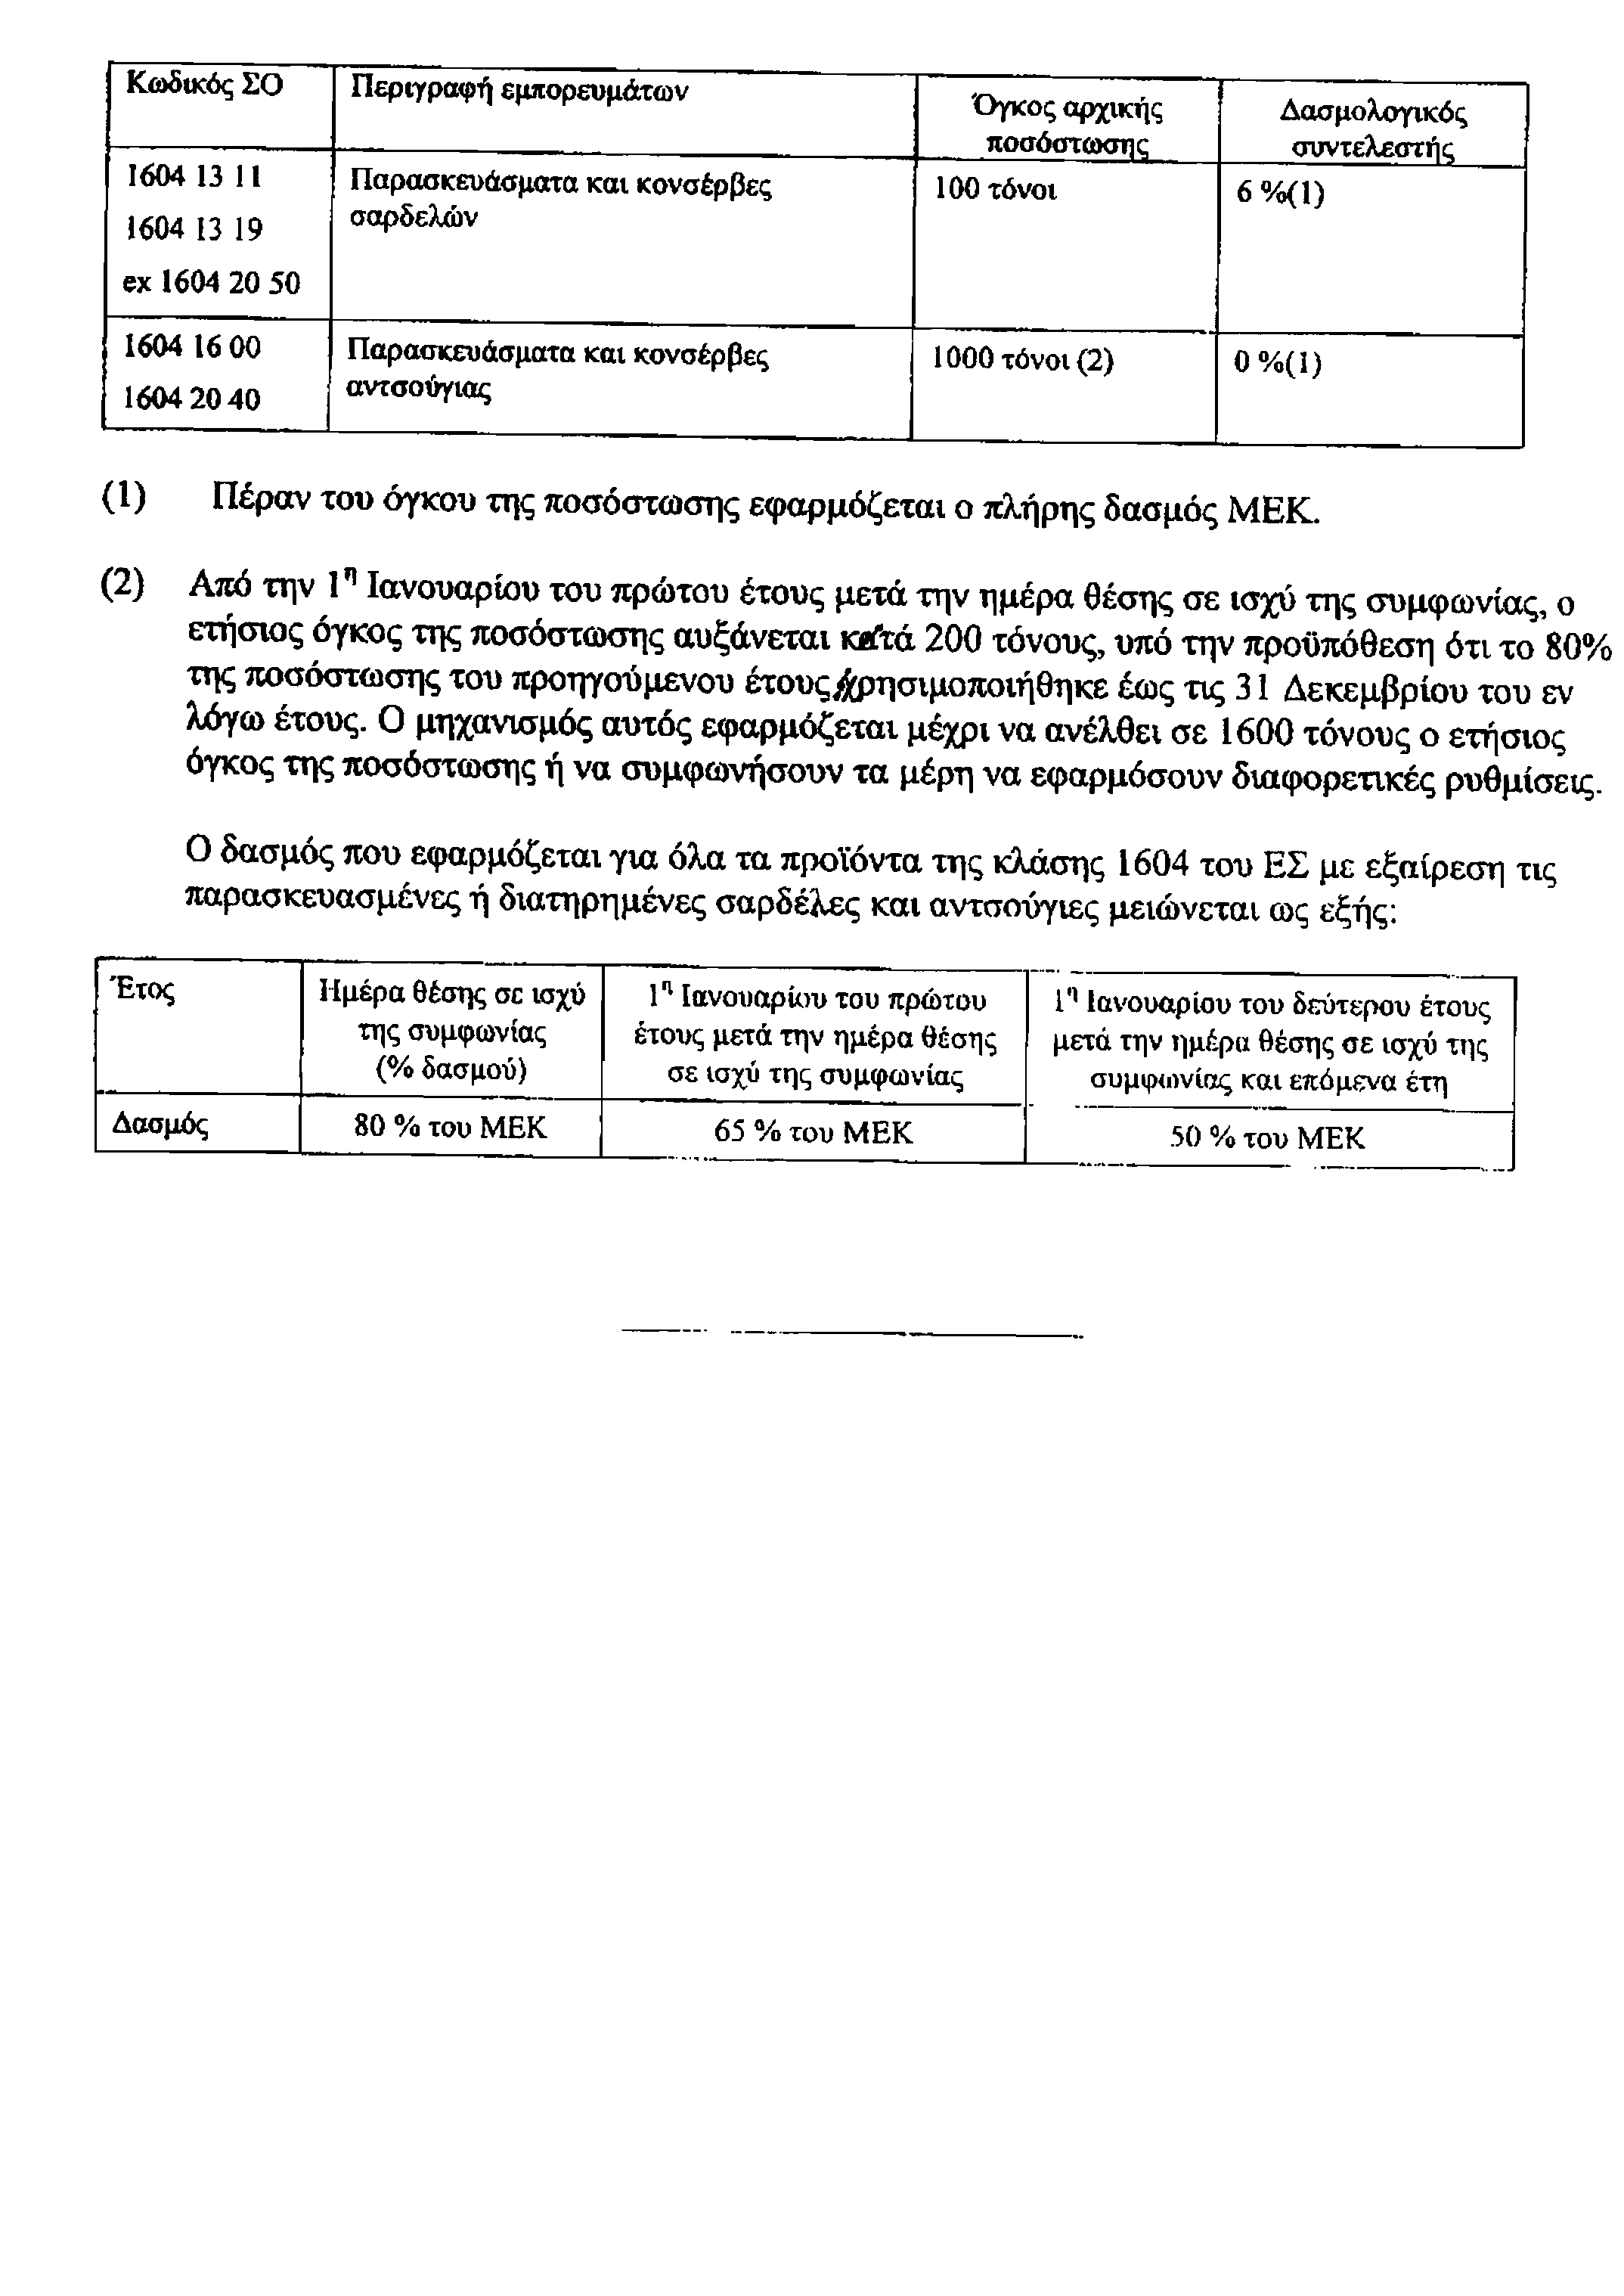 Κωδικός ΣΟ
Περιγραφή εμπορευμάτων
Όγκος αρχικής
ποσόστωσης
Δασμολογικός
συντελεστής
1604 13 11
1604 13 19
ex 1604 20 50
Παρασκευάσματα και κονσέρβες
σαρδελών
100 τόνοι
6 %(1)
1604 16 00
1604 20 40
Παρασκευάσματα και κονσέρβες
αντσούγιας
1000 τόνοι (2)
0 %(1)
(1) Πέραν του όγκου της ποσόστωσης εφαρμόζεται ο πλήρης δασμός ΜΕΚ.
(2) Από την 1η Ιανουαρίου του πρώτου έτους μετά την ημέρα θέσης σε ισχύ της συμφωνίας, ο
ετήσιος όγκος της ποσόστωσης αυξάνεται κατά 200 τόνους, υπό την προϋπόθεση ότι το 80%
της ποσόστωσης του προηγούμενου έτους χρησιμοποιήθηκε έως τις 31 Δεκεμβρίου του εν
λόγω έτους. Ο μηχανισμός αυτός εφαρμόζεται μέχρι να ανέλθει σε 1600 τόνους ο ετήσιος
όγκος της ποσόστωσης ή να συμφωνήσουν τα μέρη να εφαρμόσουν διαφορετικές ρυθμίσεις.
Ο δασμός που εφαρμόζεται για όλα τα προϊόντα της κλάσης 1604 του ΕΣ με εξαίρεση τις
παρασκευασμένες ή διατηρημένες σαρδέλες και αντσούγιες μειώνεται ως εξής:
Έτος
Ημέρα θέσης σε ισχύ
της συμφωνίας
(% δασμού)
1η Ιανουαρίου του πρώτου
έτους μετά την ημέρα θέσης
σε ισχύ της συμφωνίας
1η Ιανουαρίου του δεύτερου έτους
μετά την ημέρα θέσης σε ισχύ της
συμφωνίας και επόμενα έτη
Δασμός
80 % του ΜΕΚ
65 % του ΜΕΚ
50 % του ΜΕΚ